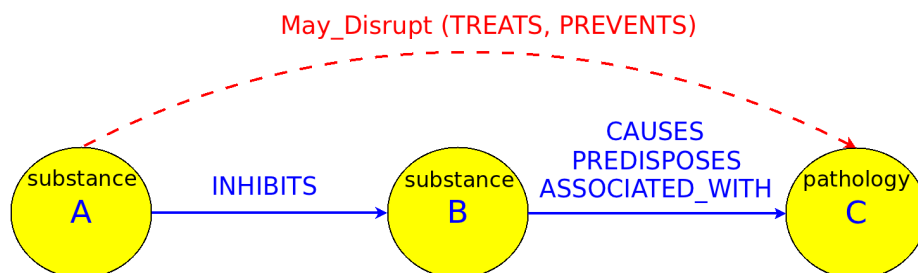 May_Disrupt (TREATS, PREVENTS)
substance
A
INHIBITS
substance
B
CAUSES
PREDISPOSES
ASSOCIATED_WITH
pathology
C